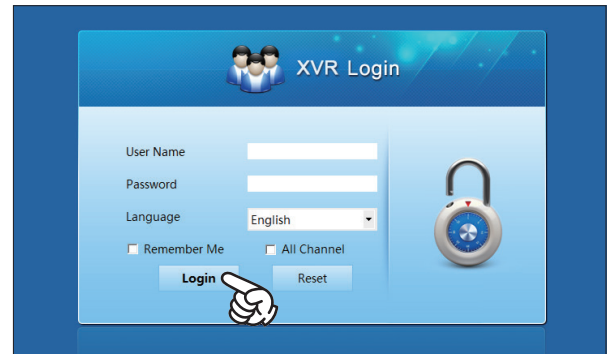 XVR Login
User Name
Password
Language English
Remember Me All Channel
Login Reset